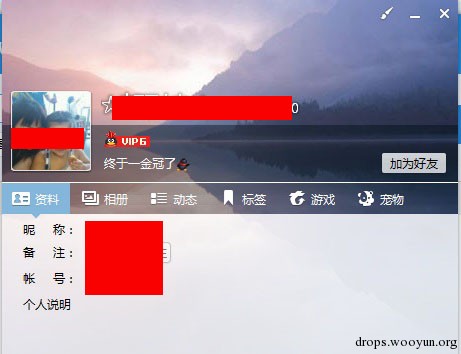 VIP6
终于一金冠了
加为好友
资料 相册 动态 标签 游戏 宠物
昵 称：
备 注：
帐 号：
个人说明
drops.wooyun.org